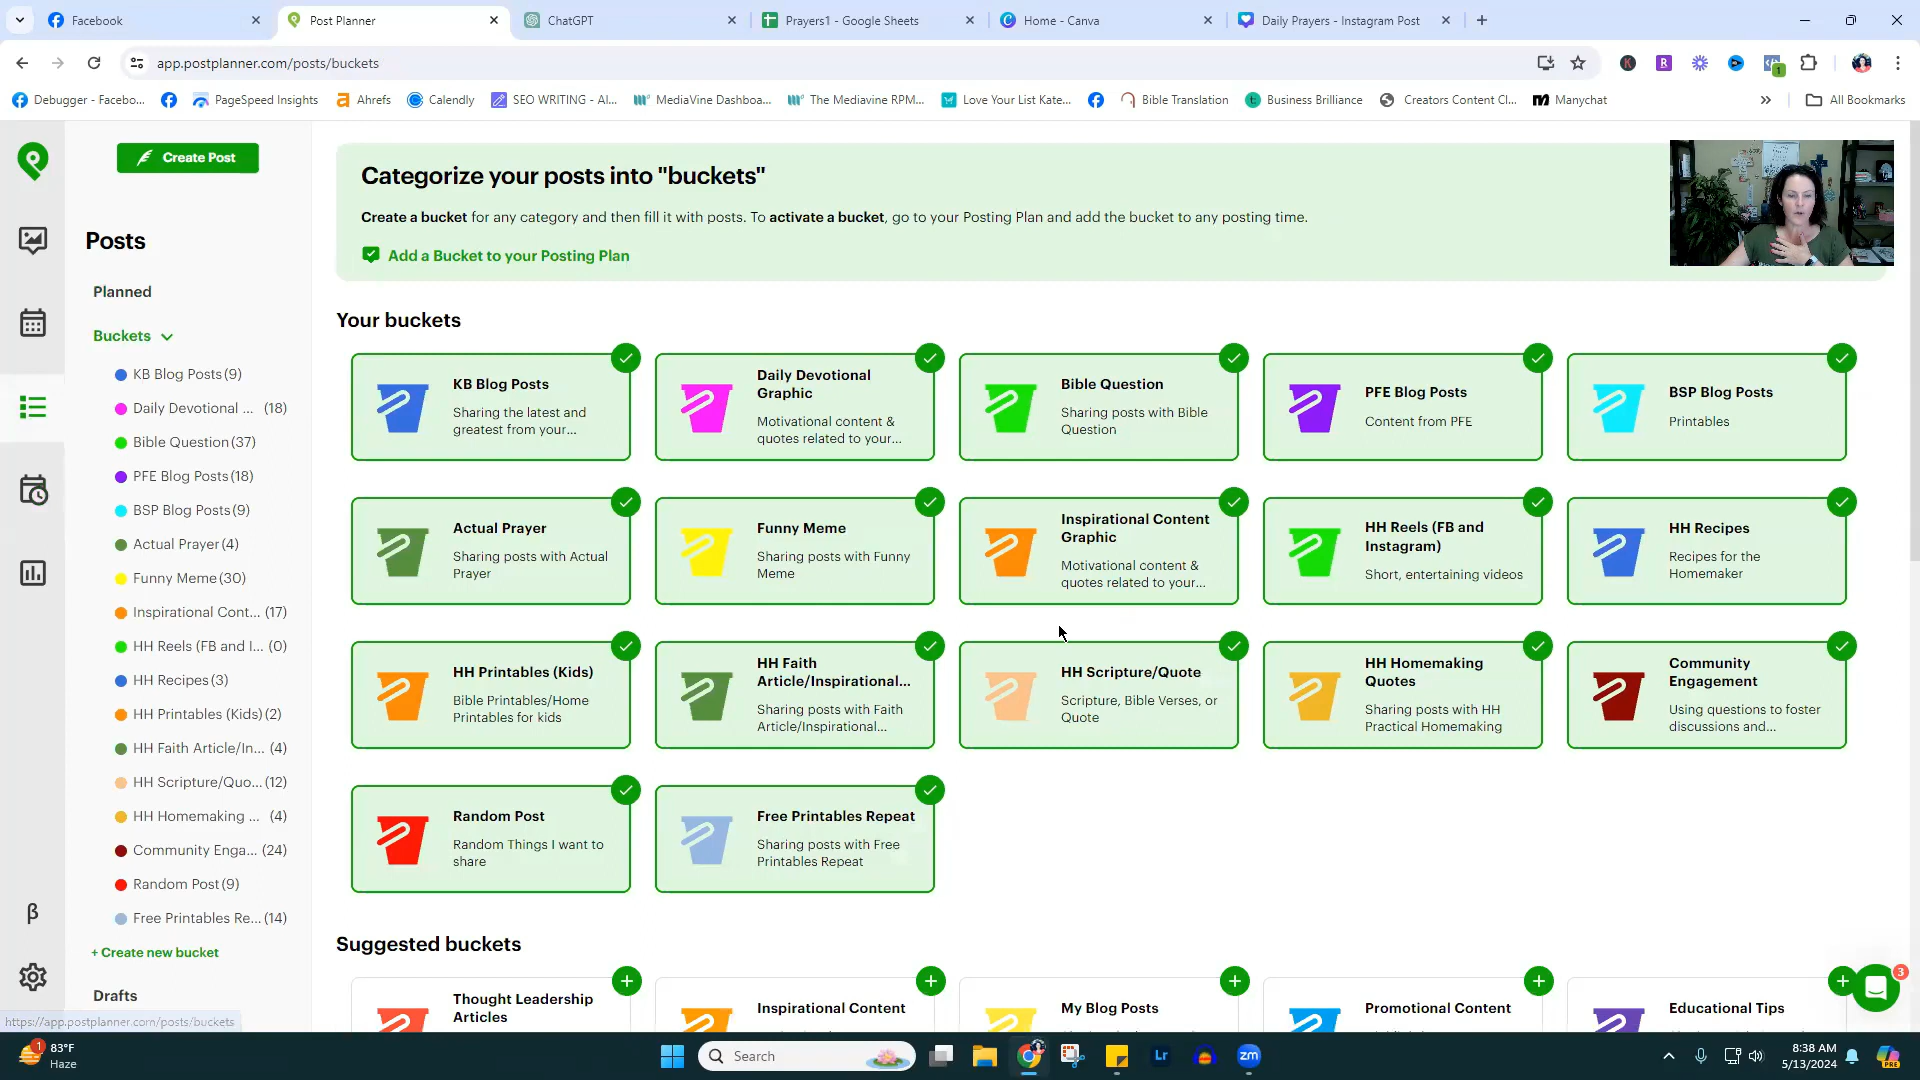 Facebook
Post Planner
ChatGPT
Prayers1 - Google Sheets
Home - Canva
Daily Prayers - Instagram Post
app.postplanner.com/posts/buckets
Debugger - Facebo...
PageSpeed Insights
Ahrefs
Calendly
SEO WRITING - AI...
MediaVine Dashboa...
The Mediavine RPM...
Love Your List Kate...
Bible Translation
Business Brilliance
Creators Content Cl...
Manychat
All Bookmarks
Create Post
Posts
Planned
Buckets
KB Blog Posts (9)
Daily Devotional ... (18)
Bible Question (37)
PFE Blog Posts (18)
BSP Blog Posts (9)
Actual Prayer (4)
Funny Meme (30)
Inspirational Cont... (17)
HH Reels (FB and I... (0)
HH Recipes (3)
HH Printables (Kids) (2)
HH Faith Article/In... (4)
HH Scripture/Quo... (12)
HH Homemaking ... (4)
Community Enga... (24)
Random Post (9)
Free Printables Re... (14)
+ Create new bucket
Drafts
β
https://app.postplanner.com/posts/buckets
Categorize your posts into "buckets"
Create a bucket for any category and then fill it with posts. To activate a bucket, go to your Posting Plan and add the bucket to any posting time.
Add a Bucket to your Posting Plan
Your buckets
KB Blog Posts
Sharing the latest and
greatest from your...
Daily Devotional
Graphic
Motivational content &
quotes related to your...
Bible Question
Sharing posts with Bible
Question
PFE Blog Posts
Content from PFE
BSP Blog Posts
Printables
Actual Prayer
Sharing posts with Actual
Prayer
Funny Meme
Sharing posts with Funny
Meme
Inspirational Content
Graphic
Motivational content &
quotes related to your...
HH Reels (FB and
Instagram)
Short, entertaining videos
HH Recipes
Recipes for the
Homemaker
HH Printables (Kids)
Bible Printables/Home
Printables for kids
HH Faith
Article/Inspirational...
Sharing posts with Faith
Article/Inspirational...
HH Scripture/Quote
Scripture, Bible Verses, or
Quote
HH Homemaking
Quotes
Sharing posts with HH
Practical Homemaking
Community
Engagement
Using questions to foster
discussions and...
Random Post
Random Things I want to
share
Free Printables Repeat
Sharing posts with Free
Printables Repeat
Suggested buckets
Thought Leadership
Articles
Inspirational Content
My Blog Posts
Promotional Content
Educational Tips
3
1
83°F
Haze
Search
Lr
zm
8:38 AM
5/13/2024